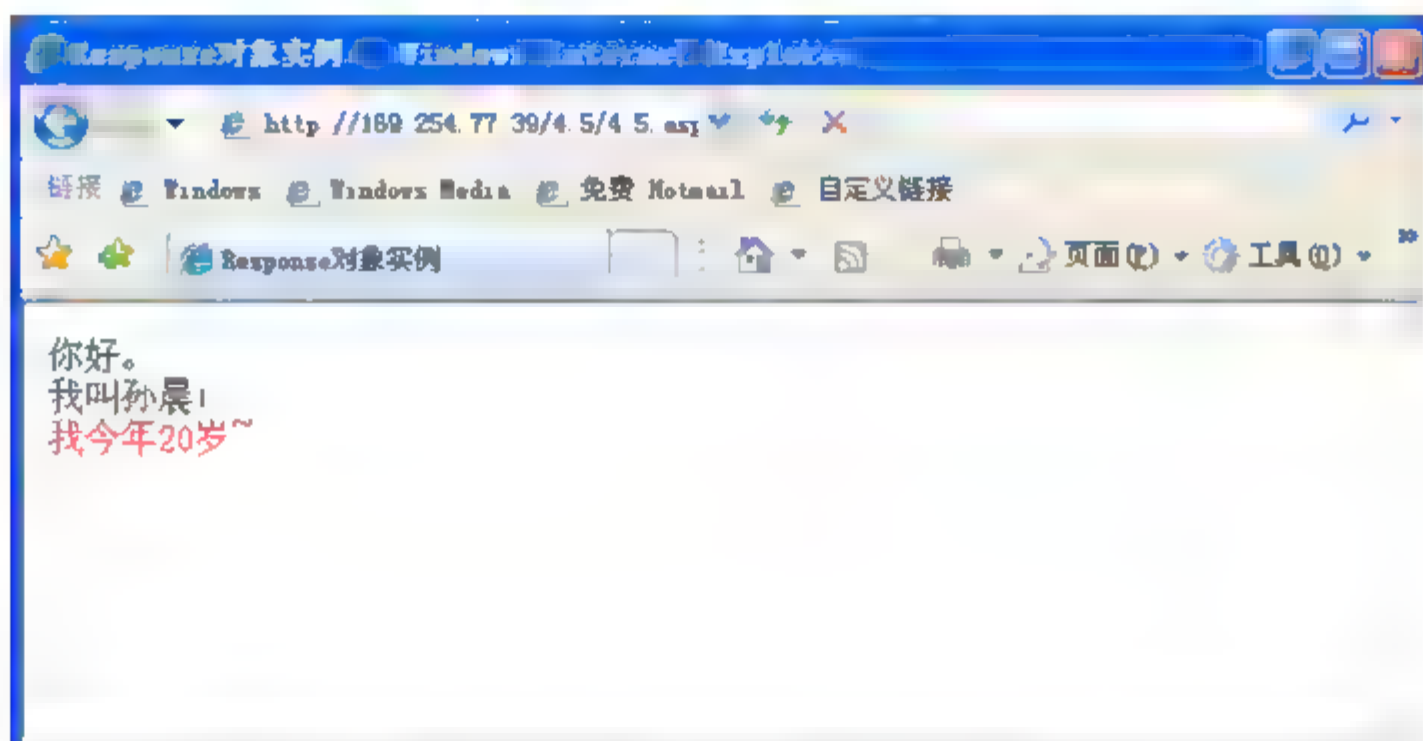 Response对象实例 Windows Internet Explorer
http //169 254. 77 39/4. 5/4 5. asp
链接 Windows Windows Media 免费 Hotmail 自定义链接
Response对象实例 页面(P) 工具(O) »
你好。
我叫孙晨!
我今年20岁~